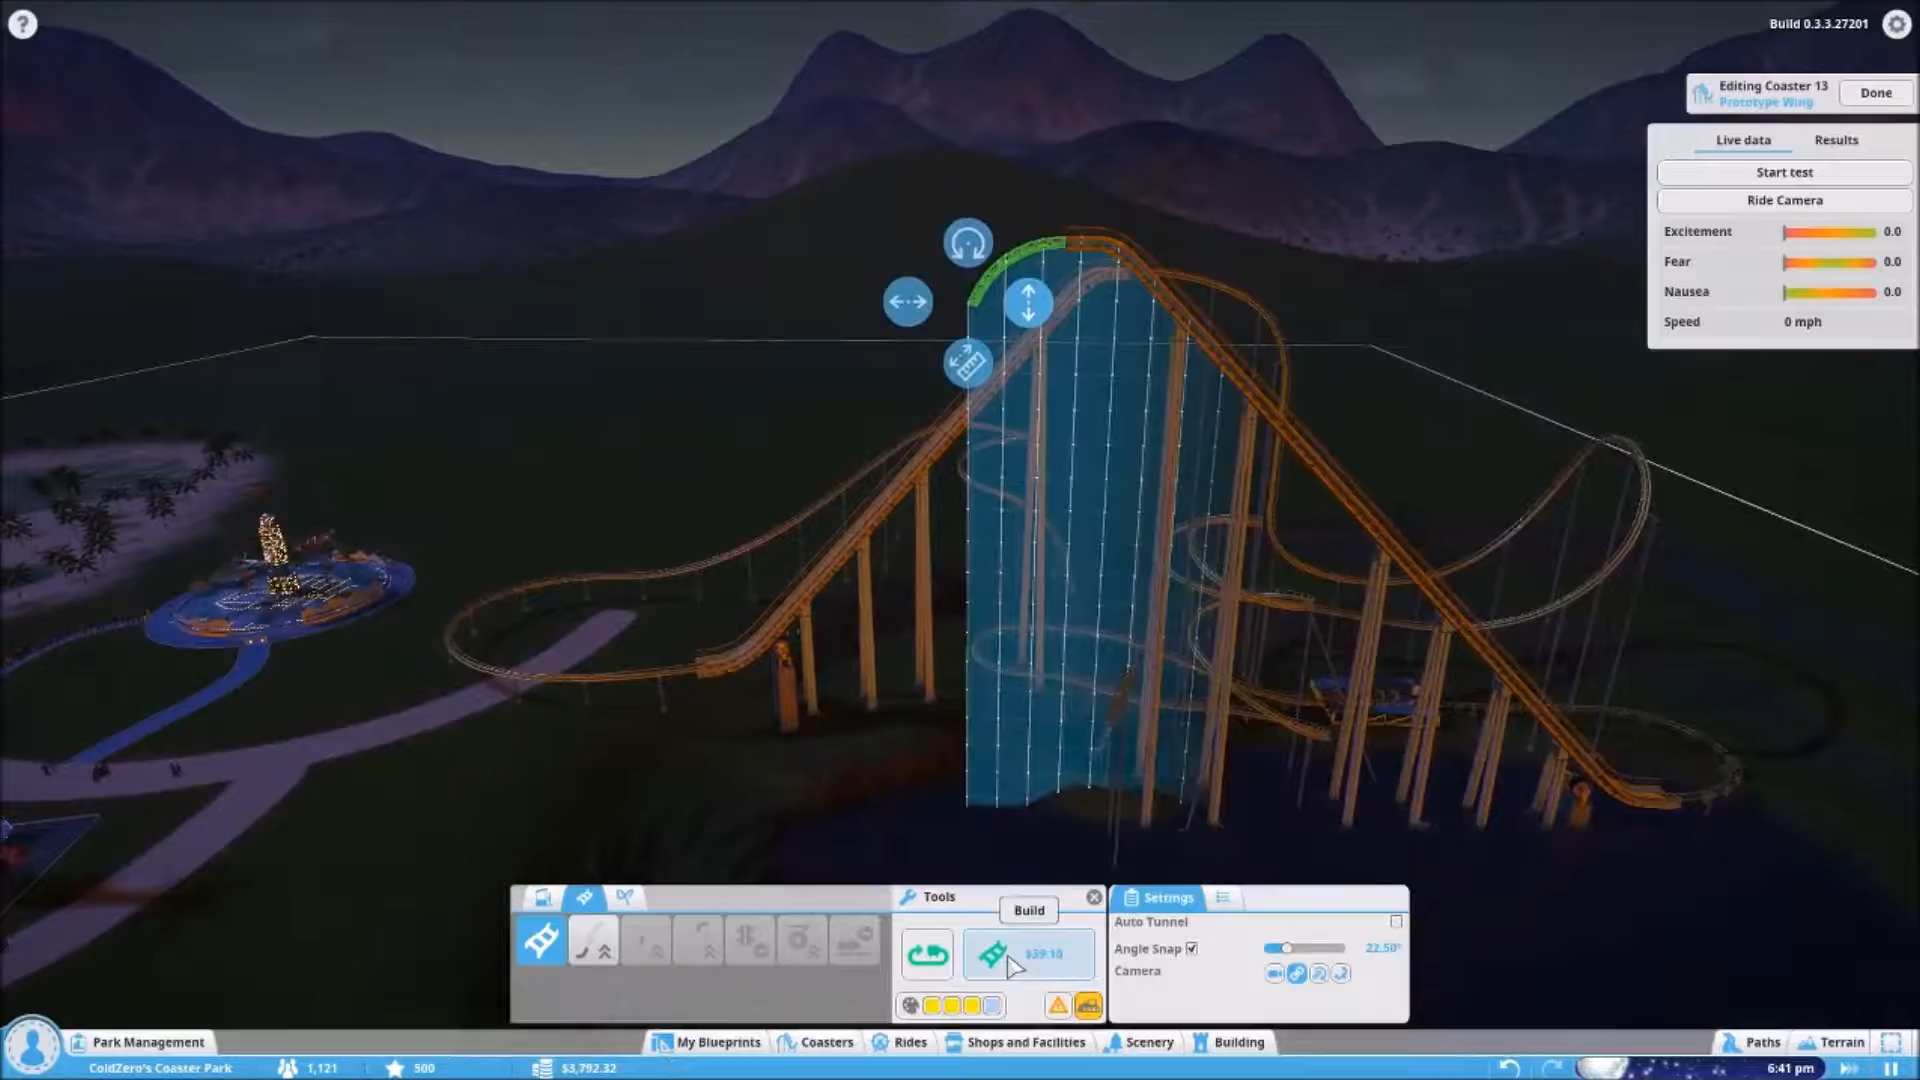 ?
Build 0.3.3.27201
Editing Coaster 13
Prototype Wing
Done
Live data
Results
Start test
Ride Camera
Excitement
0.0
Fear
0.0
Nausea
0.0
Speed
0 mph
Tools
Build
$39.10
Settings
Auto Tunnel
Angle Snap
22.50°
Camera
Park Management
My Blueprints
Coasters
Rides
Shops and Facilities
Scenery
Building
Paths
Terrain
ColdZero's Coaster Park
1,121
500
$3,792.32
6:41 pm